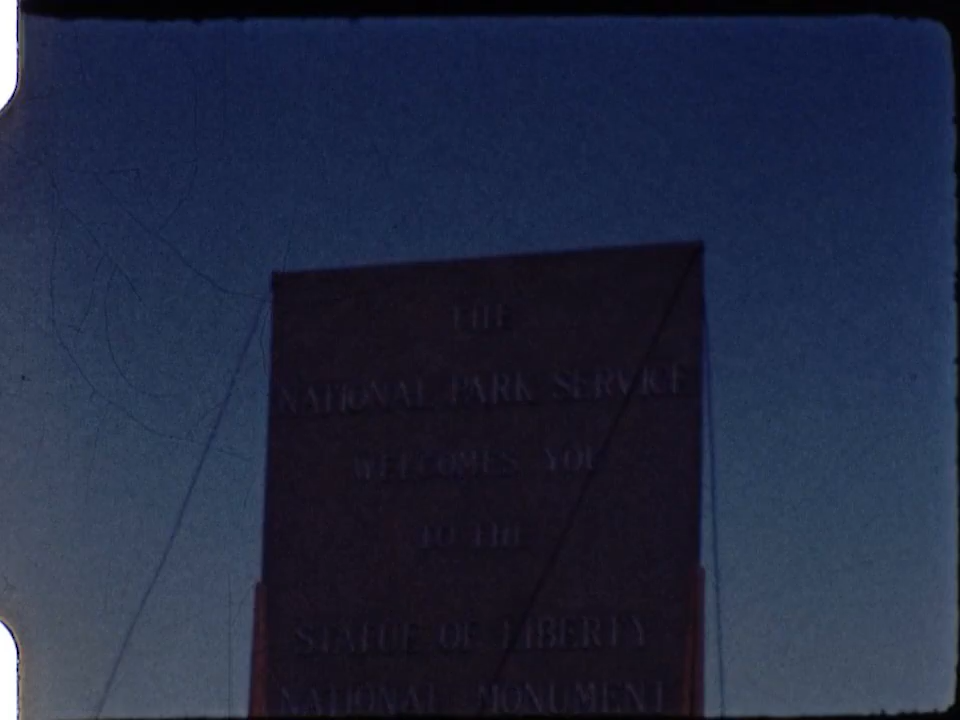 THE
NATIONAL PARK SERVICE
WELCOMES YOU
TO THE
STATUE OF LIBERTY
NATIONAL MONUMENT